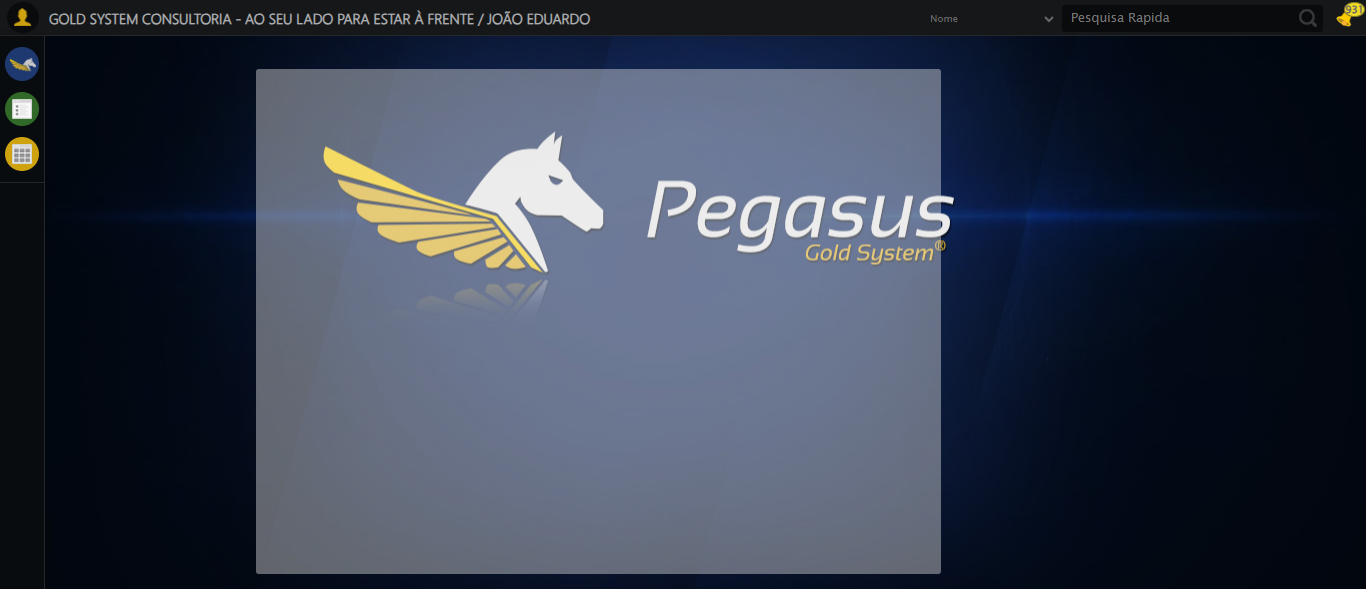 GOLD SYSTEM CONSULTORIA - AO SEU LADO PARA ESTAR À FRENTE / JOÃO EDUARDO
Nome
Pesquisa Rapida
931
Pegasus
Gold System®